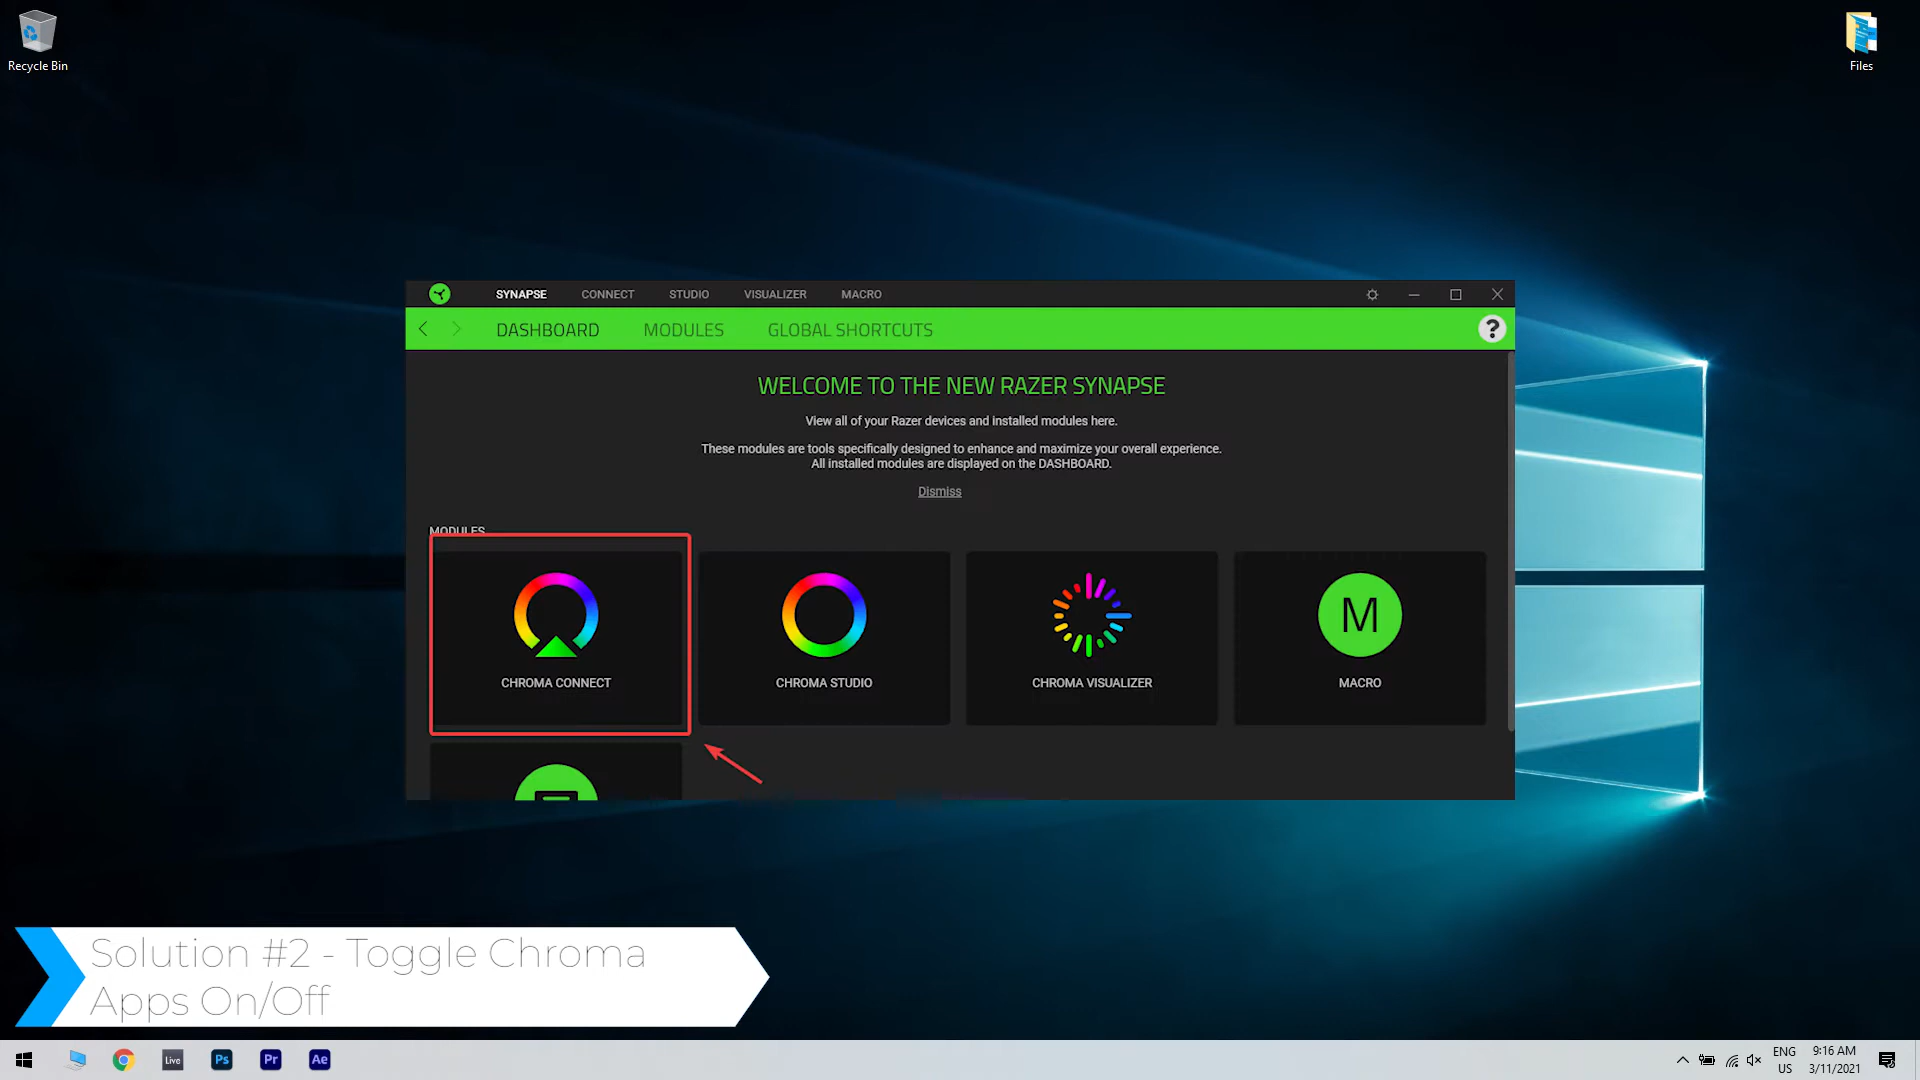 Recycle Bin
Files
SYNAPSE CONNECT STUDIO VISUALIZER MACRO
DASHBOARD MODULES GLOBAL SHORTCUTS
?
WELCOME TO THE NEW RAZER SYNAPSE
View all of your Razer devices and installed modules here.
These modules are tools specifically designed to enhance and maximize your overall experience.
All installed modules are displayed on the DASHBOARD.
Dismiss
MODULES
M
CHROMA CONNECT
CHROMA STUDIO
CHROMA VISUALIZER
MACRO
Solution #2 - Toggle Chroma
Apps On/Off
Live
Ps
Pr
Ae
ENG
US
9:16 AM
3/11/2021